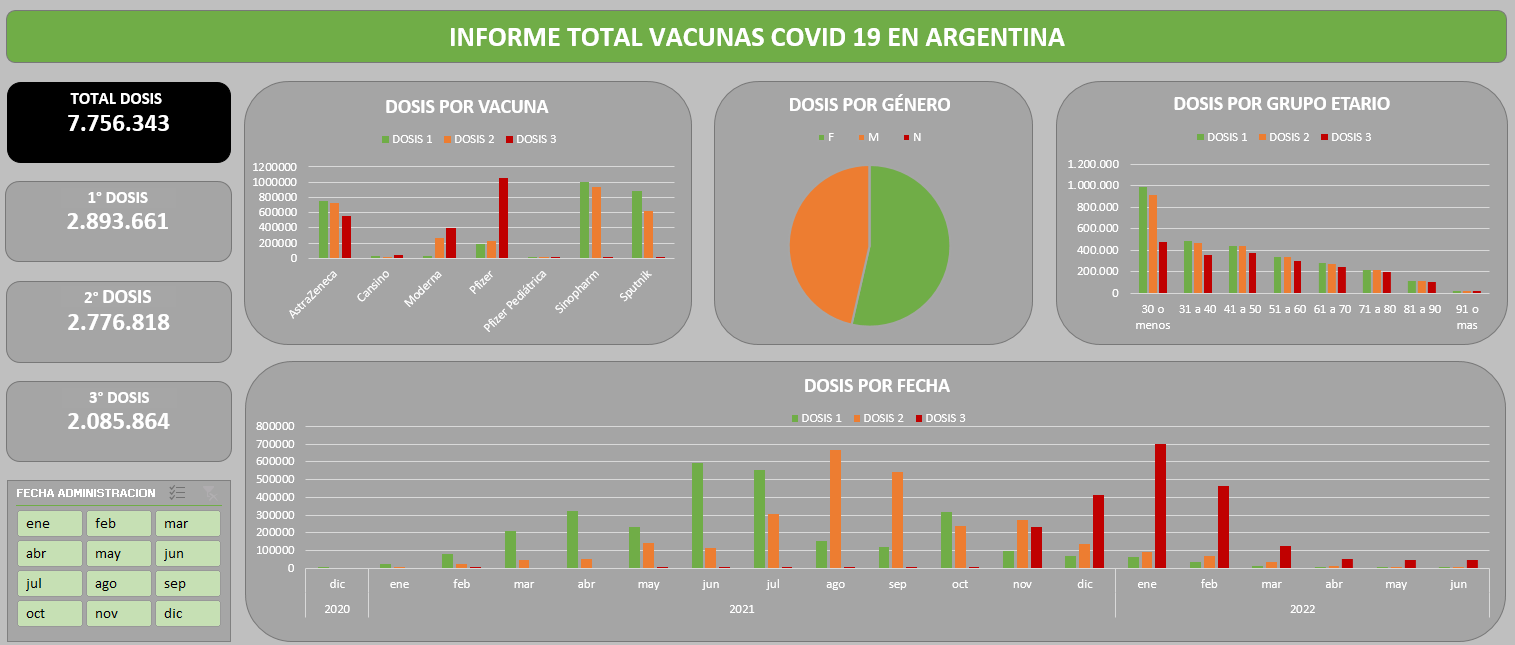 INFORME TOTAL VACUNAS COVID 19 EN ARGENTINA
TOTAL DOSIS
7.756.343
1° DOSIS
2.893.661
2° DOSIS
2.776.818
3° DOSIS
2.085.864
FECHA ADMINISTRACION
ene feb mar
abr may jun
jul ago sep
oct nov dic
DOSIS POR VACUNA
DOSIS 1 DOSIS 2 DOSIS 3
1200000
1000000
800000
600000
400000
200000
0
AstraZeneca Cansino Moderna Pfizer Pfizer Pediátrica Sinopharm Sputnik
DOSIS POR GÉNERO
F M N
DOSIS POR GRUPO ETARIO
DOSIS 1 DOSIS 2 DOSIS 3
1.200.000
1.000.000
800.000
600.000
400.000
200.000
0
30 o menos 31 a 40 41 a 50 51 a 60 61 a 70 71 a 80 81 a 90 91 o mas
DOSIS POR FECHA
DOSIS 1 DOSIS 2 DOSIS 3
800000
700000
600000
500000
400000
300000
200000
100000
0
dic ene feb mar abr may jun jul ago sep oct nov dic ene feb mar abr may jun
2020 2021 2022